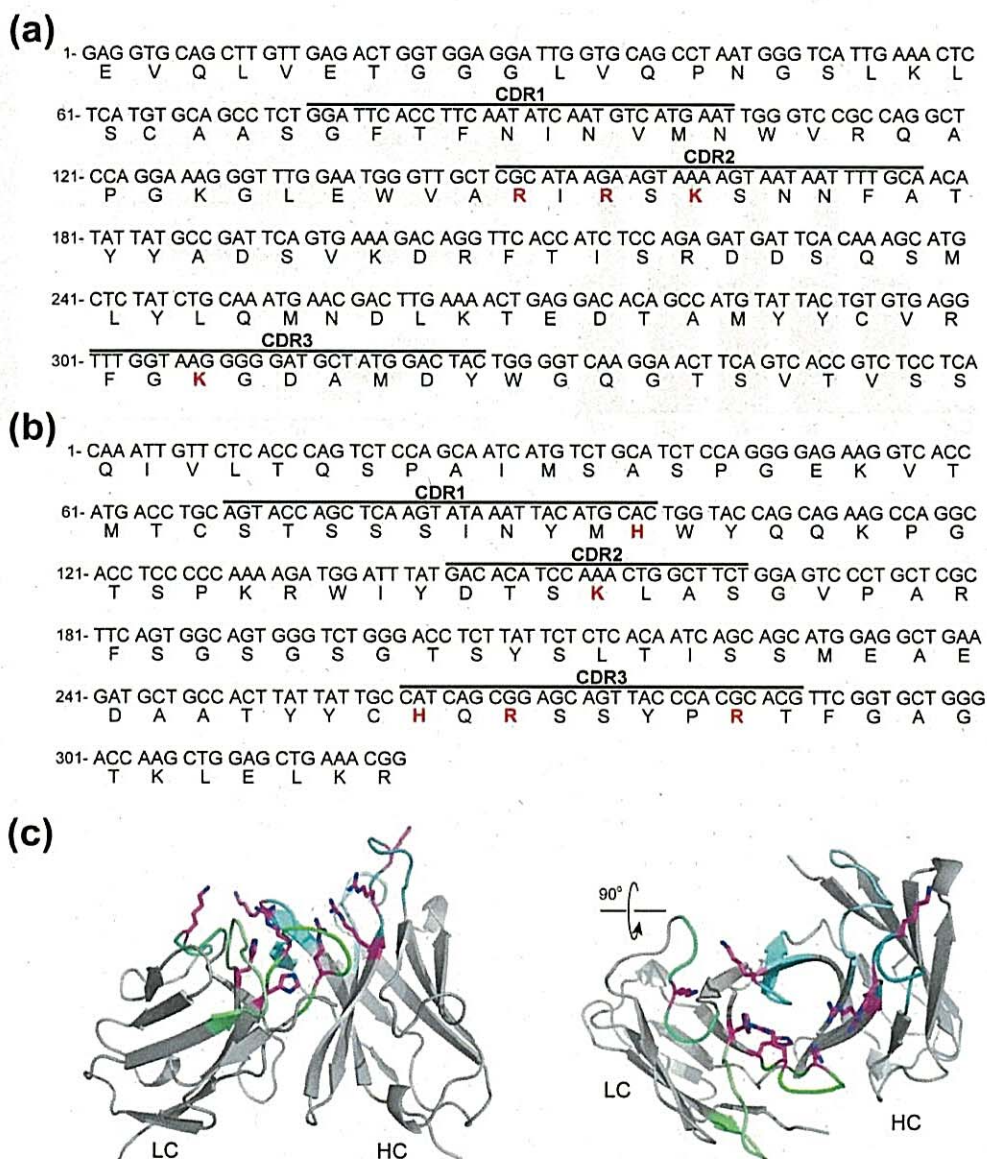 (a)
1- GAG GTG CAG CTT GTT GAG ACT GGT GGA GGA TTG GTG CAG CCT AAT GGG TCA TTG AAA CTC
E V Q L V E T G G G L V Q P N G S L K L
CDR1
61- TCA TGT GCA GCC TCT GGA TTC ACC TTC AAT ATC AAT GTC ATG AAT TGG GTC CGC CAG GCT
S C A A S G F T F N I N V M N W V R Q A
CDR2
121- CCA GGA AAG GGT TTG GAA TGG GTT GCT CGC ATA AGA AGT AAA AGT AAT AAT TTT GCA ACA
P G K G L E W V A R I R S K S N N F A T
181- TAT TAT GCC GAT TCA GTG AAA GAC AGG TTC ACC ATC TCC AGA GAT GAT TCA CAA AGC ATG
Y Y A D S V K D R F T I S R D D S Q S M
241- CTC TAT CTG CAA ATG AAC GAC TTG AAA ACT GAG GAC ACA GCC ATG TAT TAC TGT GTG AGG
L Y L Q M N D L K T E D T A M Y Y C V R
CDR3
301- TTT GGT AAG GGG GAT GCT ATG GAC TAC TGG GGT CAA GGA ACT TCA GTC ACC GTC TCC TCA
F G K G D A M D Y W G Q G T S V T V S S
(b)
1- CAA ATT GTT CTC ACC CAG TCT CCA GCA ATC ATG TCT GCA TCT CCA GGG GAG AAG GTC ACC
Q I V L T Q S P A I M S A S P G E K V T
CDR1
61- ATG ACC TGC AGT ACC AGC TCA AGT ATA AAT TAC ATG CAC TGG TAC CAG CAG AAG CCA GGC
M T C S T S S S I N Y M H W Y Q Q K P G
CDR2
121- ACC TCC CCC AAA AGA TGG ATT TAT GAC ACA TCC AAA CTG GCT TCT GGA GTC CCT GCT CGC
T S P K R W I Y D T S K L A S G V P A R
181- TTC AGT GGC AGT GGG TCT GGG ACC TCT TAT TCT CTC ACA ATC AGC AGC ATG GAG GCT GAA
F S G S G S G T S Y S L T I S S M E A E
CDR3
241- GAT GCT GCC ACT TAT TAT TGC CAT CAG CGG AGC AGT TAC CCA CGC ACG TTC GGT GCT GGG
D A A T Y Y C H Q R S S Y P R T F G A G
301- ACC AAG CTG GAG CTG AAA CGG
T K L E L K R
(c)
90°
LC HC
LC HC